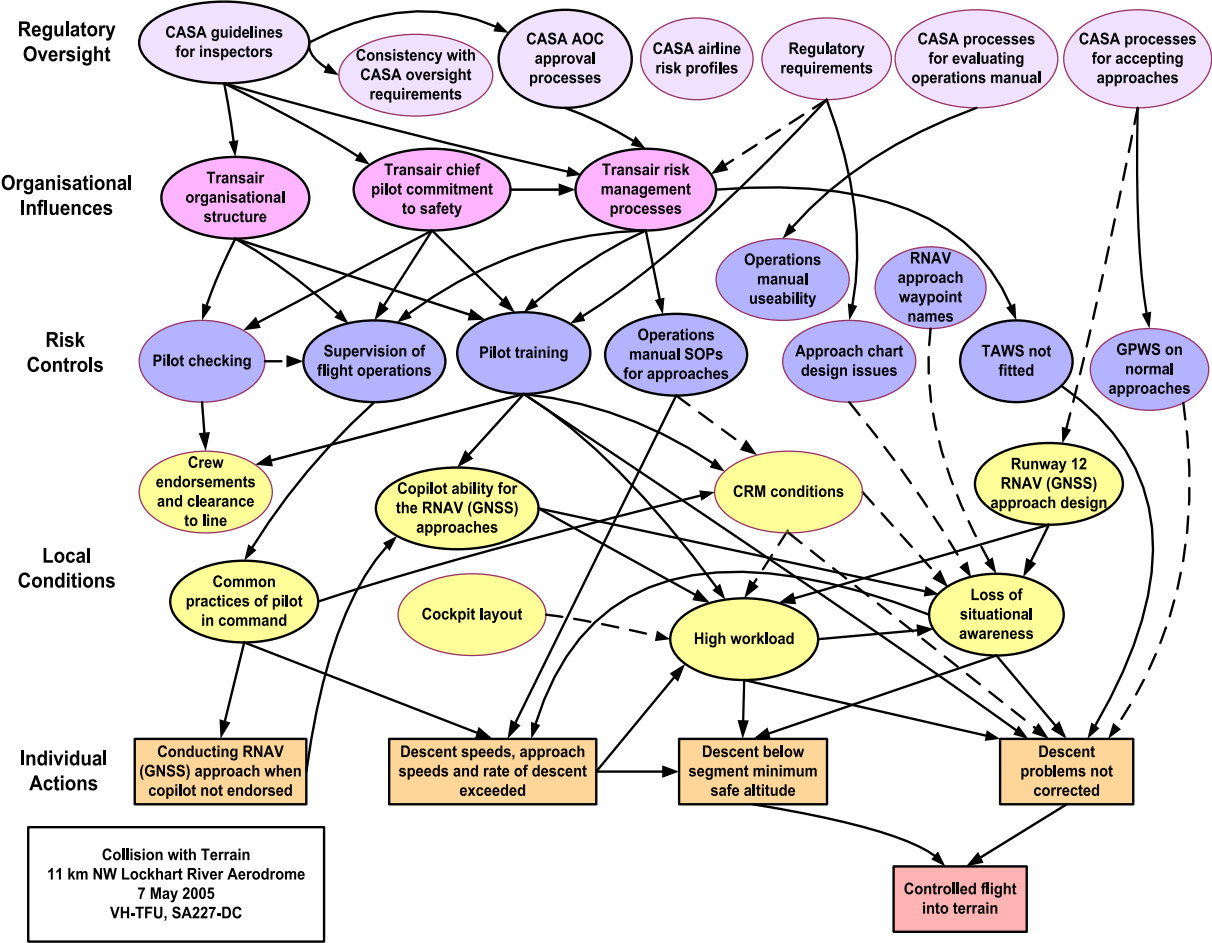 Regulatory
Oversight
CASA guidelines
for inspectors
Consistency with
CASA oversight
requirements
CASA AOC
approval
processes
CASA airline
risk profiles
Regulatory
requirements
CASA processes
for evaluating
operations manual
CASA processes
for accepting
approaches
Organisational
Influences
Transair
organisational
structure
Transair chief
pilot commitment
to safety
Transair risk
management
processes
Operations
manual
useability
RNAV
approach
waypoint
names
Risk
Controls
Pilot checking
Supervision of
flight operations
Pilot training
Operations
manual SOPs
for approaches
Approach chart
design issues
TAWS not
fitted
GPWS on
normal
approaches
Crew
endorsements
and clearance
to line
Copilot ability for
the RNAV (GNSS)
approaches
CRM conditions
Runway 12
RNAV (GNSS)
approach design
Local
Conditions
Common
practices of pilot
in command
Cockpit layout
High workload
Loss of
situational
awareness
Individual
Actions
Conducting RNAV
(GNSS) approach when
copilot not endorsed
Descent speeds, approach
speeds and rate of descent
exceeded
Descent below
segment minimum
safe altitude
Descent
problems not
corrected
Collision with Terrain
11 km NW Lockhart River Aerodrome
7 May 2005
VH-TFU, SA227-DC
Controlled flight
into terrain